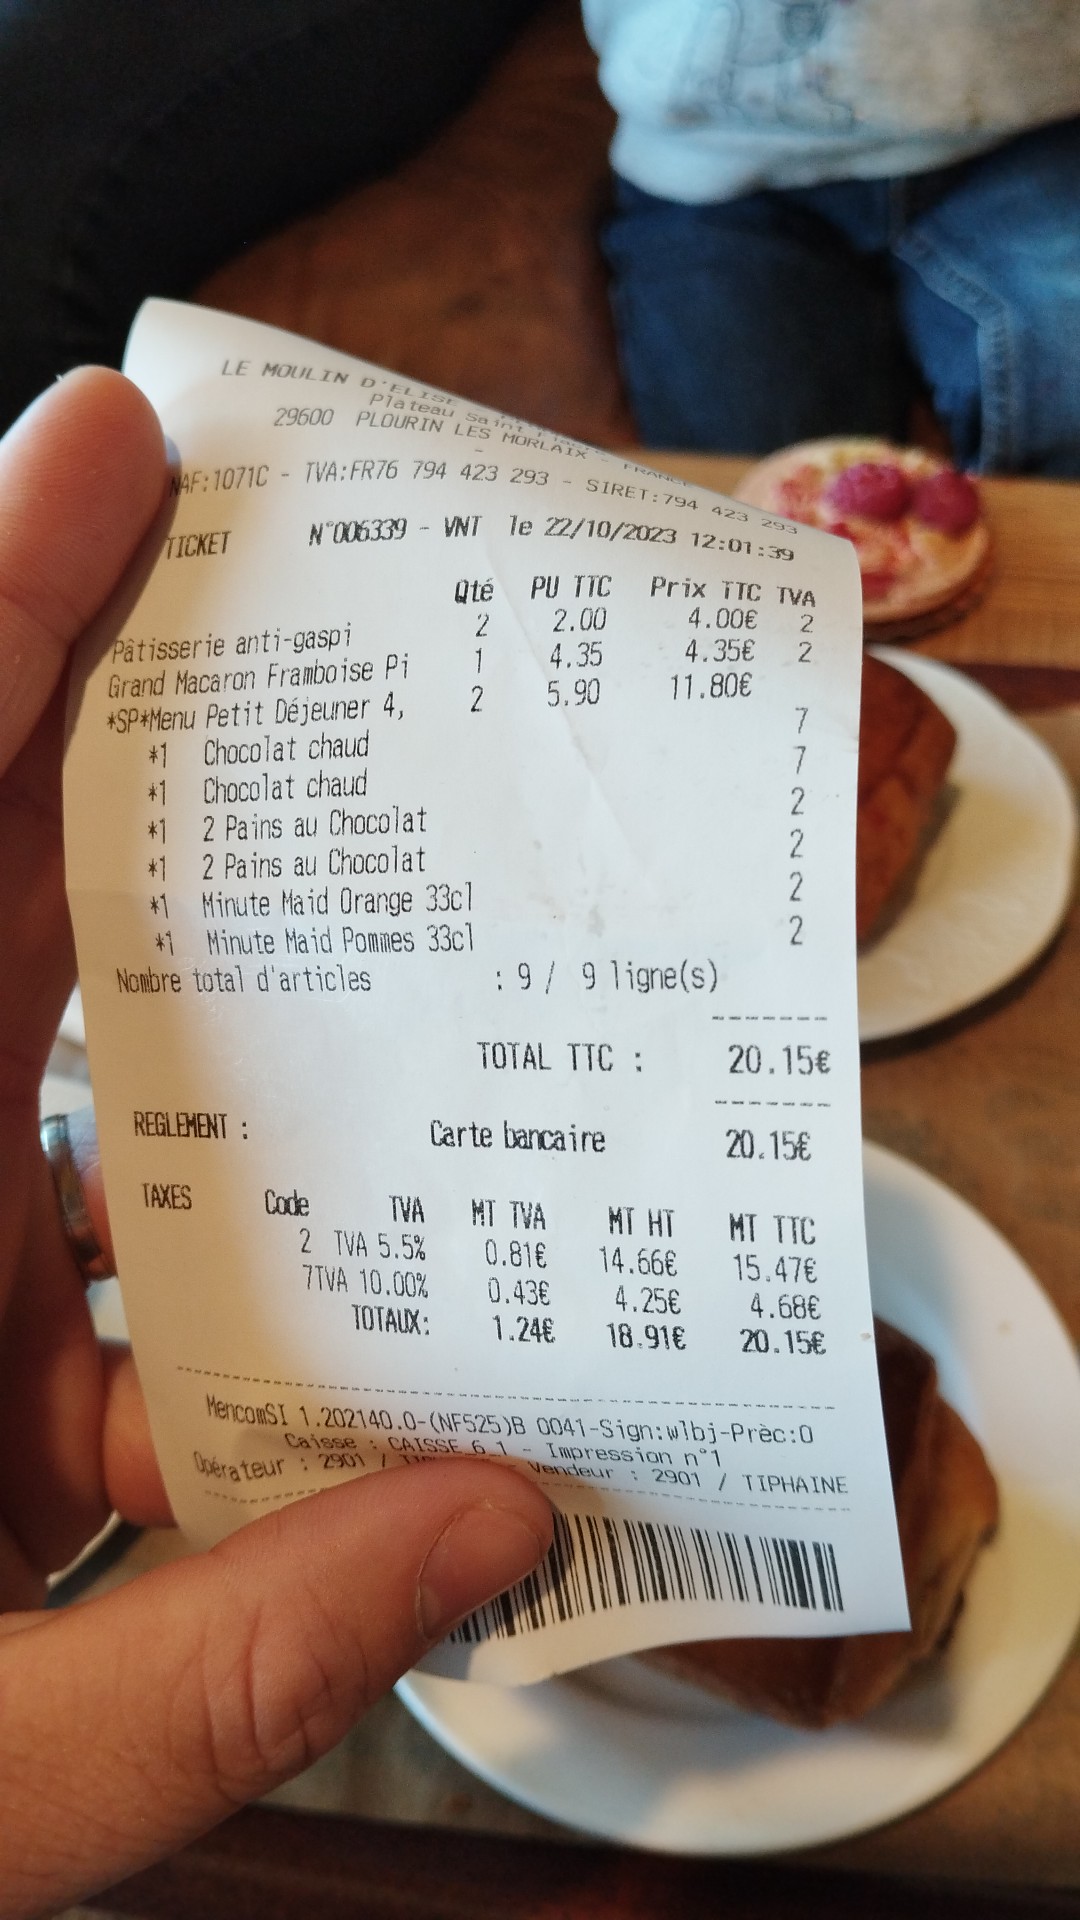 LE MOULIN D'ELISE
Plateau Saint
29600 PLOURIN LES MORLAIX - FRANCE
-
NAF:1071C - TVA:FR76 794 423 293 - SIRET:794 423 293
TICKET N°006339 - VNT le 22/10/2023 12:01:39
Qté PU TTC Prix TTC TVA
Pâtisserie anti-gaspi 2 2.00 4.00€ 2
Grand Macaron Framboise Pi 1 4.35 4.35€ 2
*SP*Menu Petit Déjeuner 4, 2 5.90 11.80€
*1 Chocolat chaud 7
*1 Chocolat chaud 7
*1 2 Pains au Chocolat 2
*1 2 Pains au Chocolat 2
*1 Minute Maid Orange 33cl 2
*1 Minute Maid Pommes 33cl 2
Nombre total d'articles : 9 / 9 ligne(s)
-------
TOTAL TTC : 20.15€
-------
REGLEMENT : Carte bancaire 20.15€
TAXES Code TVA MT TVA MT HT MT TTC
2 TVA 5.5% 0.81€ 14.66€ 15.47€
7TVA 10.00% 0.43€ 4.25€ 4.68€
TOTAUX: 1.24€ 18.91€ 20.15€
MencomSI 1.202140.0-(NF525)B 0041-Sign:wlbj-Prèc:0
Caisse : CAISSE 6 1 - Impression n°1
Opérateur : 2901 / Vendeur : 2901 / TIPHAINE